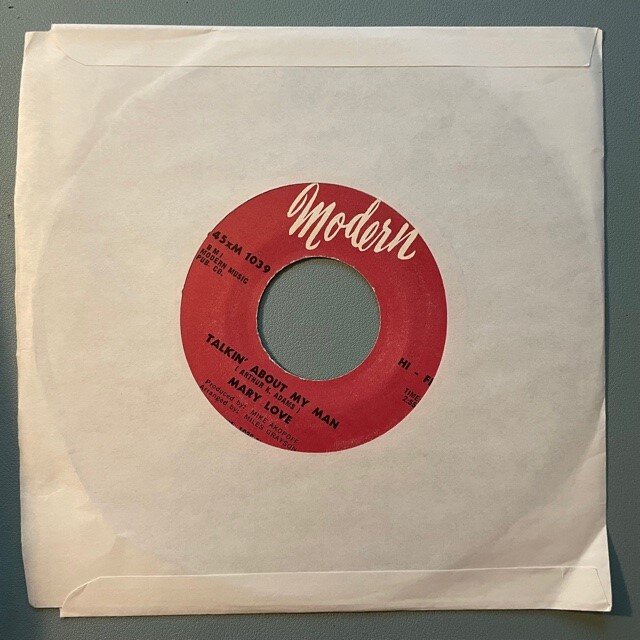 Modern
45xM 1039
B M I
MODERN MUSIC
PUB. CO.
HI - FI
TIME
TALKIN' ABOUT MY MAN
( ARTHUR K. ADAMS )
MARY LOVE
Produced by: MIKE AKOPOFF
Arranged by: MILES GRAYSON